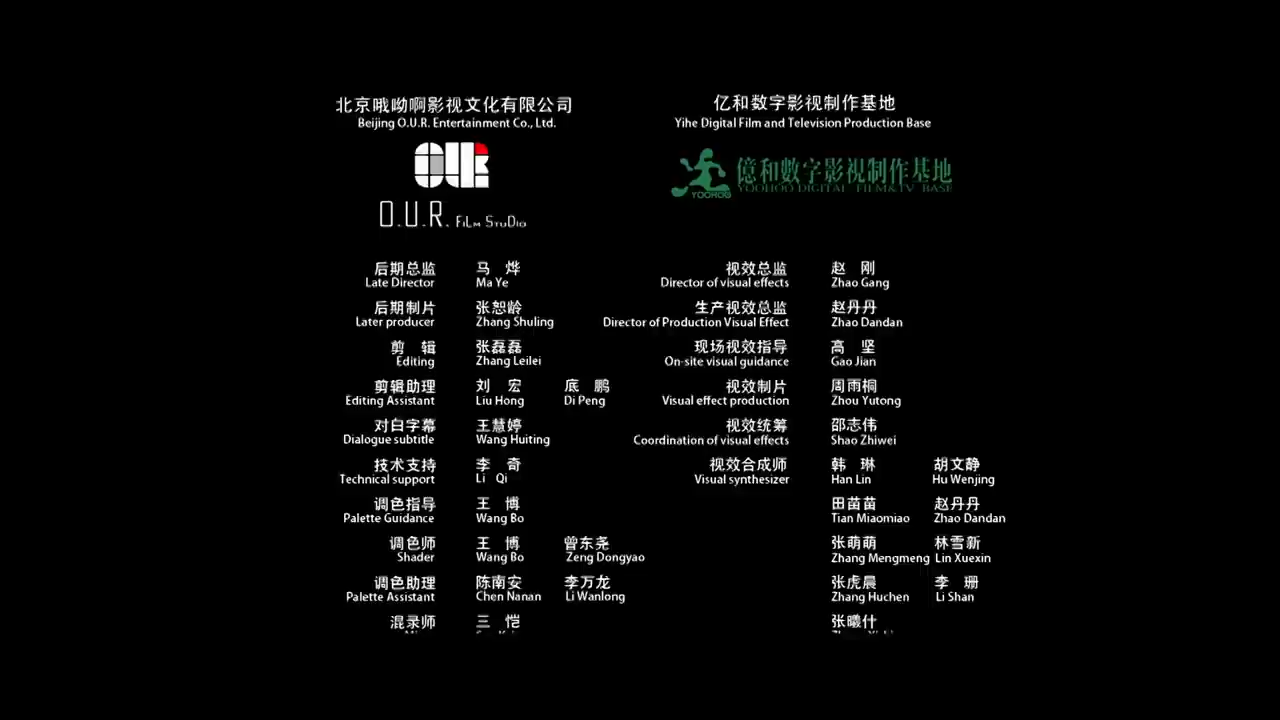 北京哦呦啊影视文化有限公司
Beijing O.U.R. Entertainment Co., Ltd.
OUR
O.U.R. FiLm StuDio
后期总监 马 烨
Late Director Ma Ye
后期制片 张恕龄
Later producer Zhang Shuling
剪 辑 张磊磊
Editing Zhang Leilei
剪辑助理 刘 宏 底 鹏
Editing Assistant Liu Hong Di Peng
对白字幕 王慧婷
Dialogue subtitle Wang Huiting
技术支持 李 奇
Technical support Li Qi
调色指导 王 博
Palette Guidance Wang Bo
调色师 王 博 曾东尧
Shader Wang Bo Zeng Dongyao
调色助理 陈南安 李万龙
Palette Assistant Chen Nanan Li Wanlong
混录师 三 恺
亿和数字影视制作基地
Yihe Digital Film and Television Production Base
億和數字影視制作基地
YOOHOO DIGITAL FILM&TV BASE
YOOHOO
视效总监 赵 刚
Director of visual effects Zhao Gang
生产视效总监 赵丹丹
Director of Production Visual Effect Zhao Dandan
现场视效指导 高 坚
On-site visual guidance Gao Jian
视效制片 周雨桐
Visual effect production Zhou Yutong
视效统筹 邵志伟
Coordination of visual effects Shao Zhiwei
视效合成师 韩 琳 胡文静
Visual synthesizer Han Lin Hu Wenjing
田苗苗 赵丹丹
Tian Miaomiao Zhao Dandan
张萌萌 林雪新
Zhang Mengmeng Lin Xuexin
张虎晨 李 珊
Zhang Huchen Li Shan
张曦什